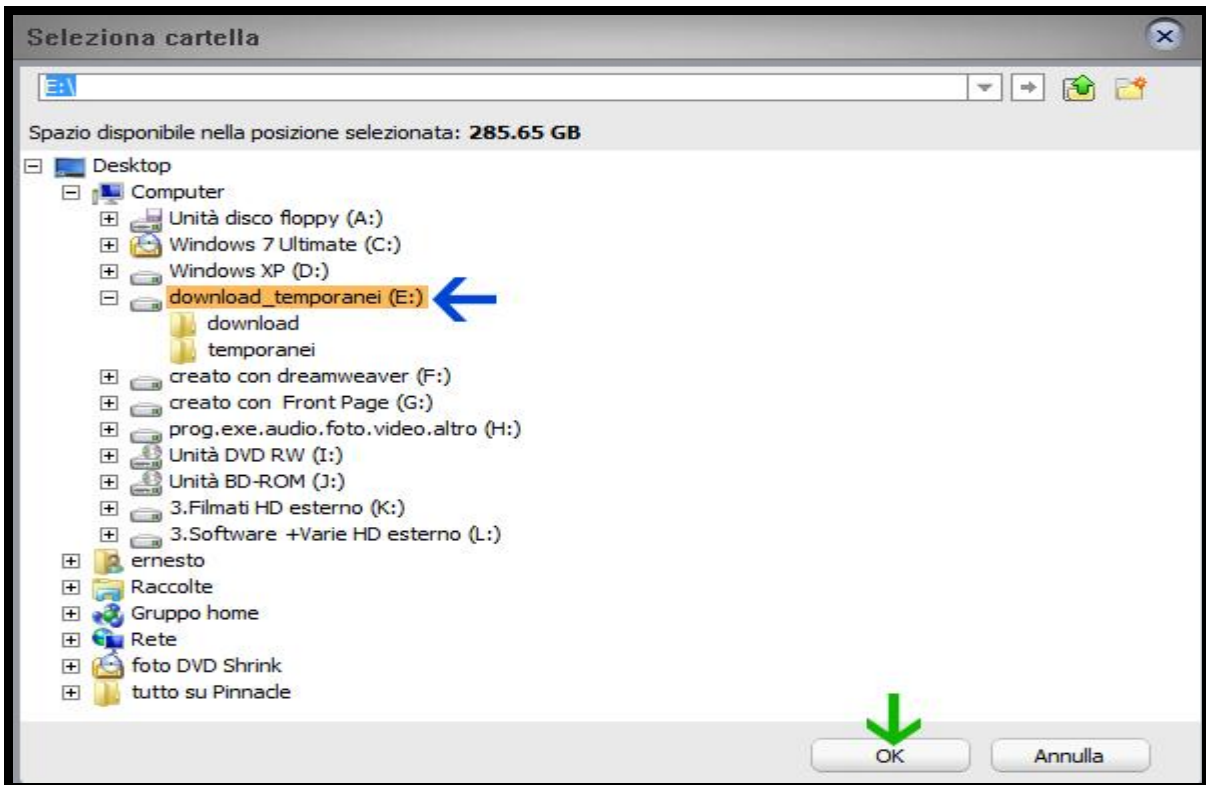 Seleziona cartella
E:\
Spazio disponibile nella posizione selezionata: 285.65 GB
Desktop
Computer
Unità disco floppy (A:)
Windows 7 Ultimate (C:)
Windows XP (D:)
download_temporanei (E:)
download
temporanei
creato con dreamweaver (F:)
creato con  Front Page (G:)
prog.exe.audio.foto.video.altro (H:)
Unità DVD RW (I:)
Unità BD-ROM (J:)
3.Filmati HD esterno (K:)
3.Software +Varie HD esterno (L:)
ernesto
Raccolte
Gruppo home
Rete
foto DVD Shrink
tutto su Pinnacle
OK Annulla